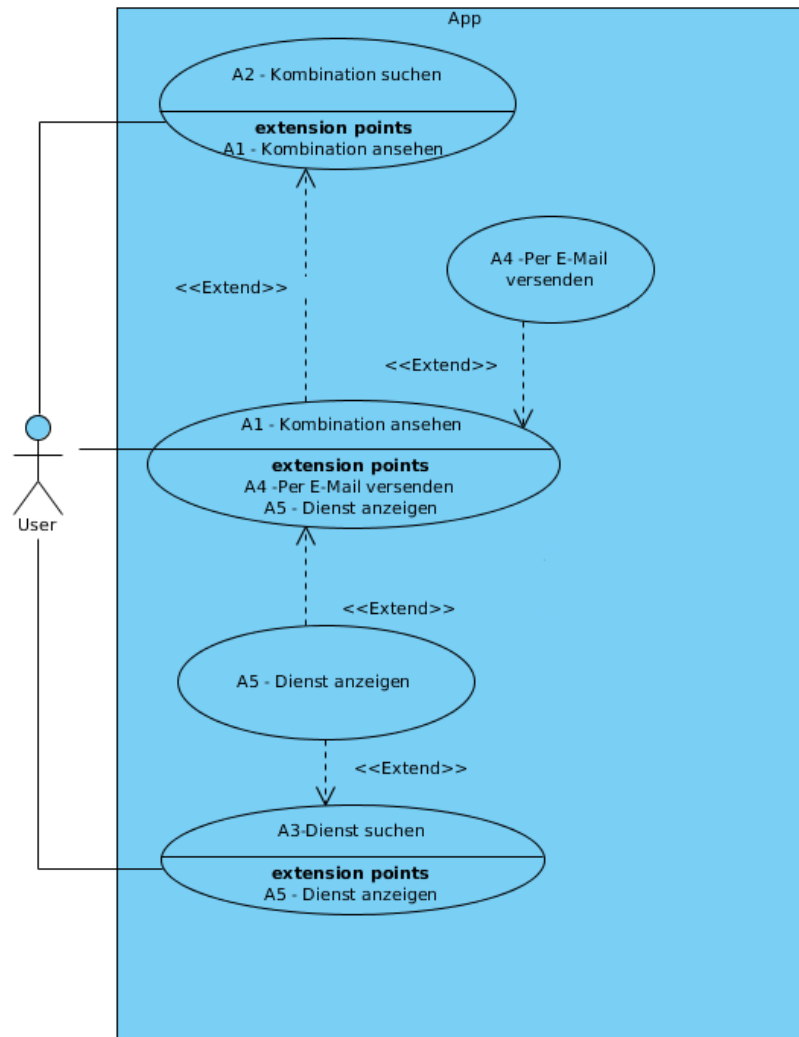 App
A2 - Kombination suchen
extension points
A1 - Kombination ansehen
A4 -Per E-Mail
versenden
<<Extend>>
<<Extend>>
A1 - Kombination ansehen
extension points
A4 -Per E-Mail versenden
A5 - Dienst anzeigen
User
<<Extend>>
A5 - Dienst anzeigen
<<Extend>>
A3-Dienst suchen
extension points
A5 - Dienst anzeigen